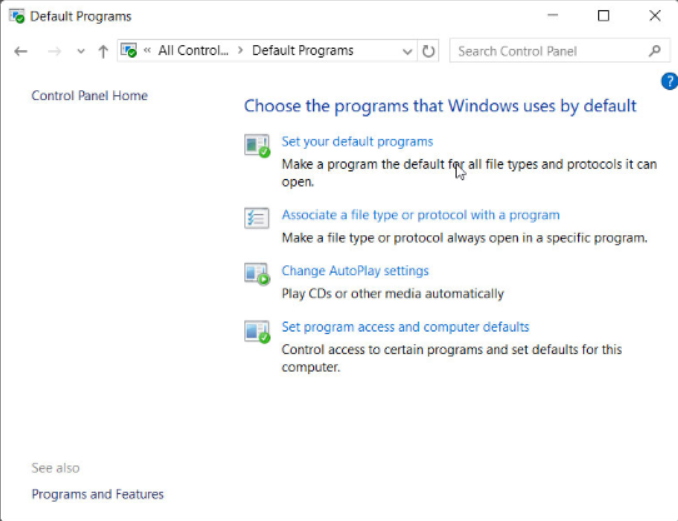 Default Programs
« All Control... > Default Programs
Search Control Panel
?
Control Panel Home
Choose the programs that Windows uses by default
Set your default programs
Make a program the default for all file types and protocols it can
open.
Associate a file type or protocol with a program
Make a file type or protocol always open in a specific program.
Change AutoPlay settings
Play CDs or other media automatically
Set program access and computer defaults
Control access to certain programs and set defaults for this
computer.
See also
Programs and Features